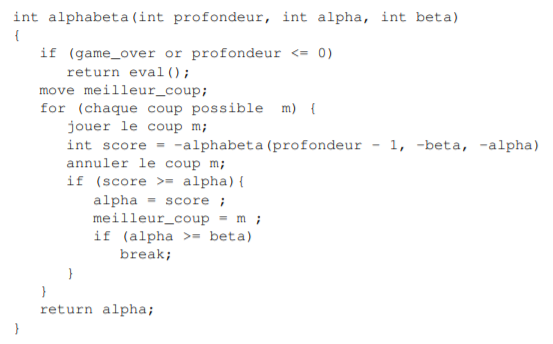 int alphabeta(int profondeur, int alpha, int beta)
{
   if (game_over or profondeur <= 0)
      return eval();
   move meilleur_coup;
   for (chaque coup possible  m) {
      jouer le coup m;
      int score = -alphabeta(profondeur - 1, -beta, -alpha)
      annuler le coup m;
      if (score >= alpha){
         alpha = score ;
         meilleur_coup = m ;
         if (alpha >= beta)
            break;
      }
   }
   return alpha;
}